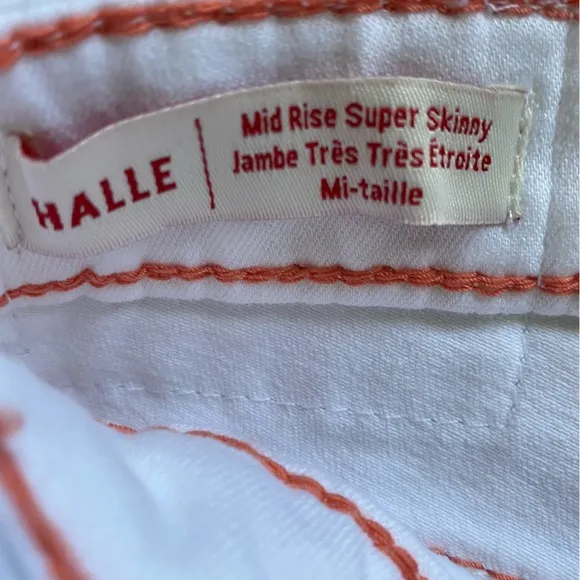 HALLE
Mid Rise Super Skinny
Jambe Très Très Étroite
Mi-taille